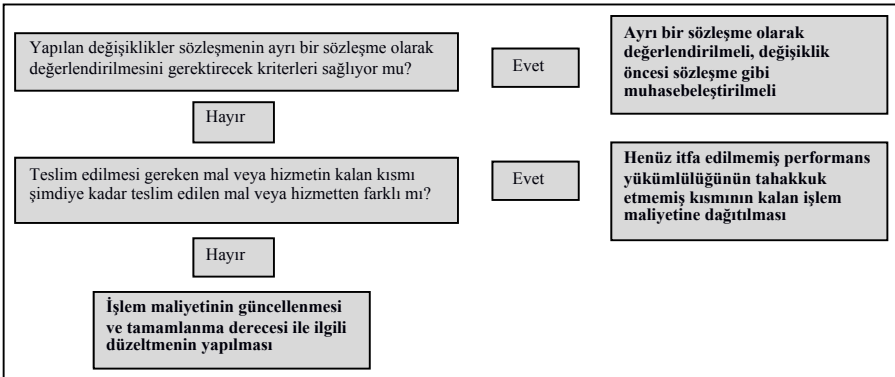 Yapılan değişiklikler sözleşmenin ayrı bir sözleşme olarak
değerlendirilmesini gerektirecek kriterleri sağlıyor mu?
Evet
Ayrı bir sözleşme olarak
değerlendirilmeli, değişiklik
öncesi sözleşme gibi
muhasebeleştirilmeli
Hayır
Teslim edilmesi gereken mal veya hizmetin kalan kısmı
şimdiye kadar teslim edilen mal veya hizmetten farklı mı?
Evet
Henüz itfa edilmemiş performans
yükümlülüğünün tahakkuk
etmemiş kısmının kalan işlem
maliyetine dağıtılması
Hayır
İşlem maliyetinin güncellenmesi
ve tamamlanma derecesi ile ilgili
düzeltmenin yapılması